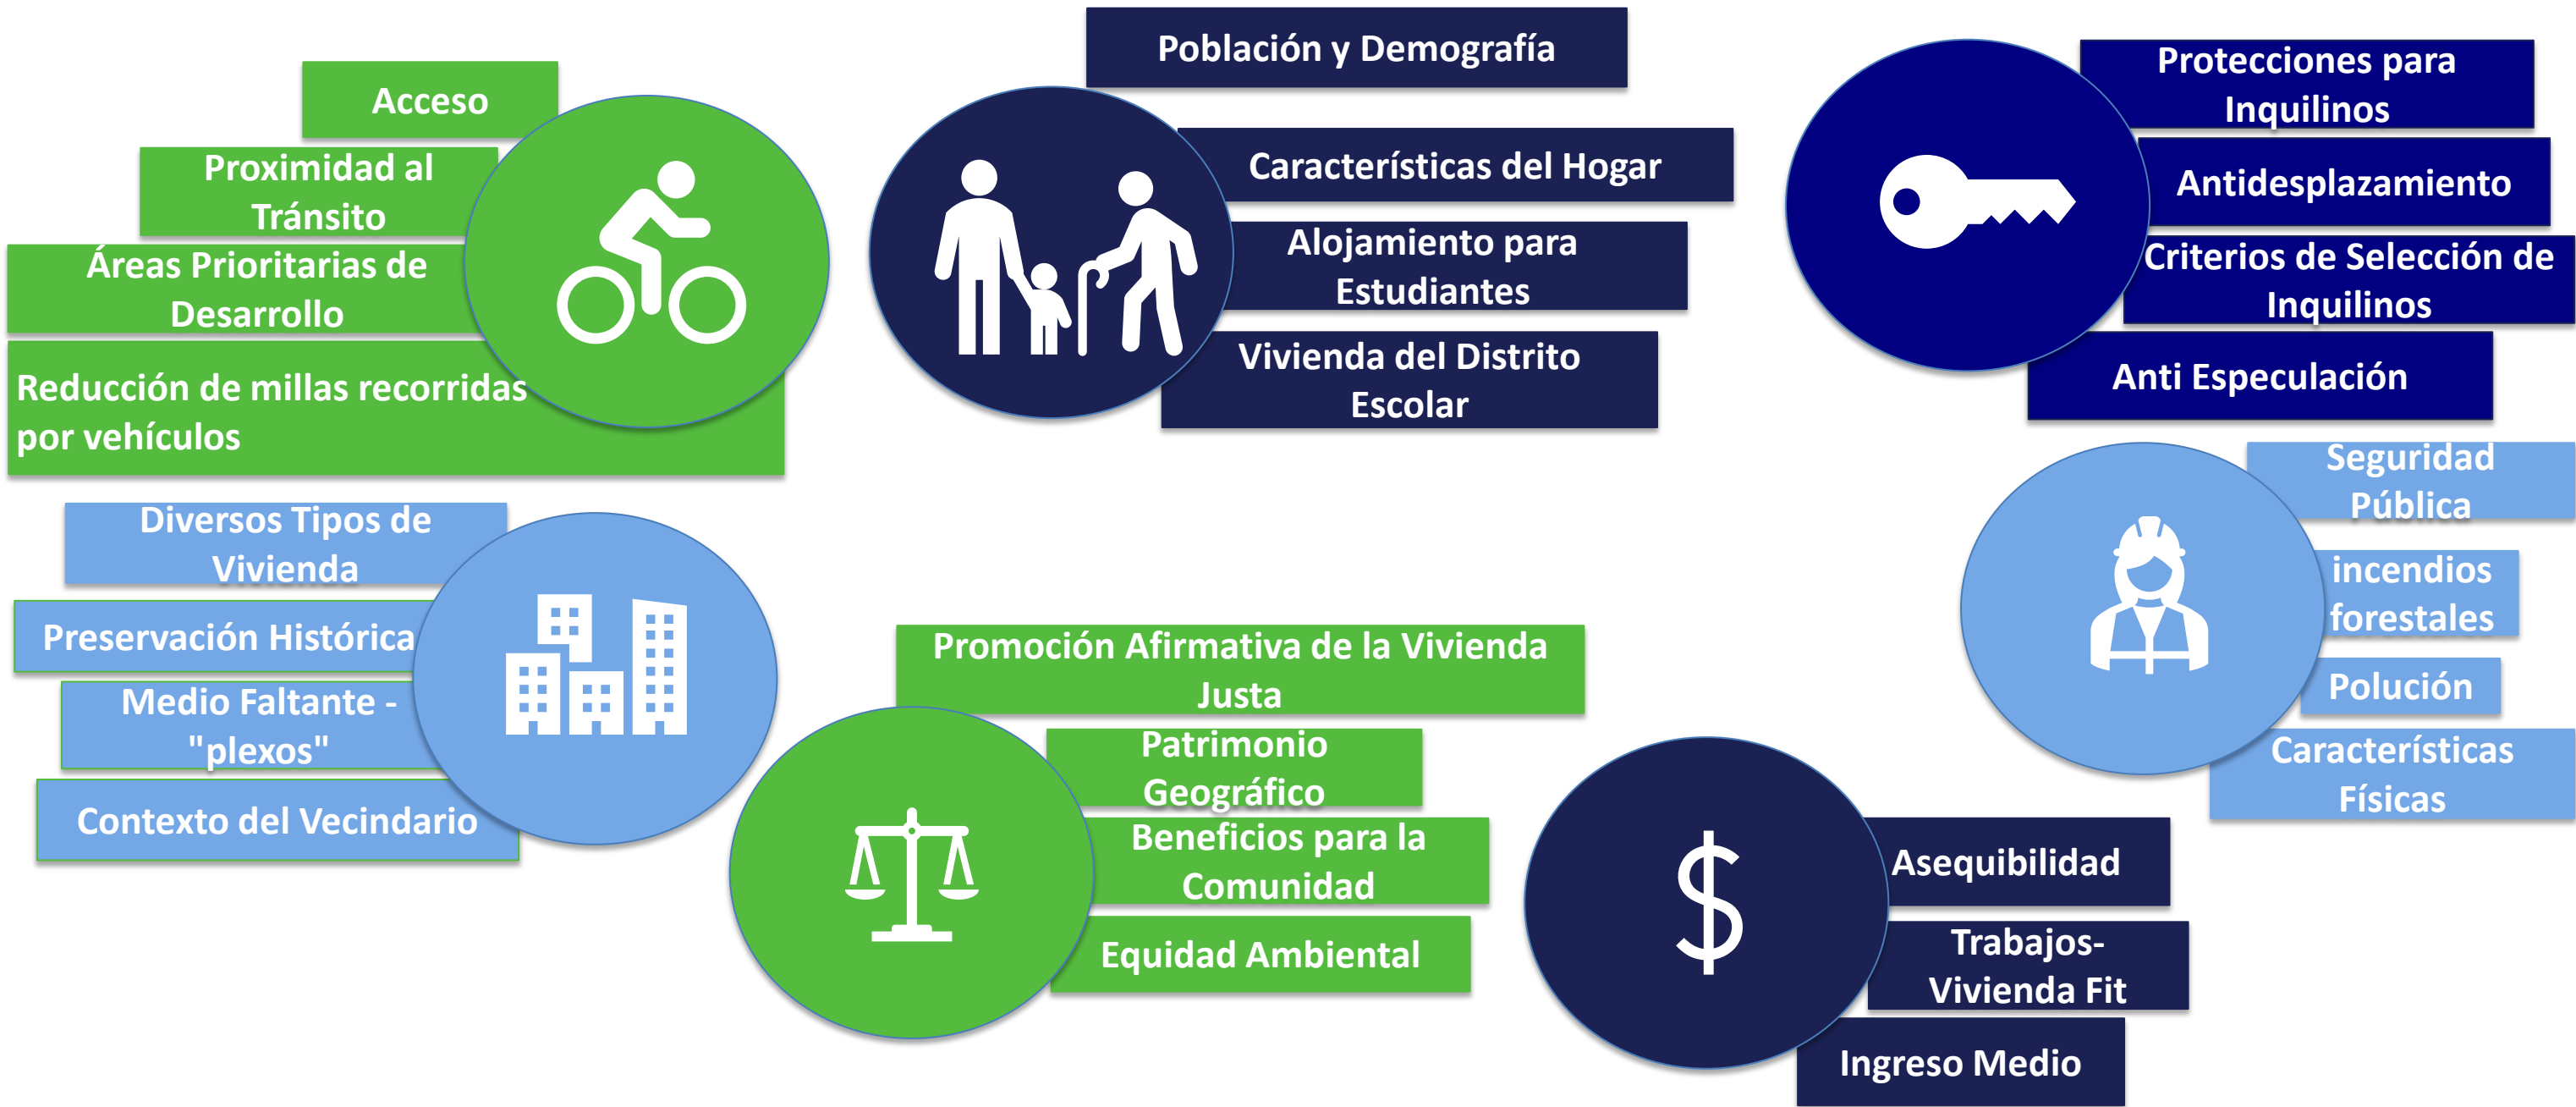 Acceso
Proximidad al
Tránsito
Áreas Prioritarias de
Desarrollo
Reducción de millas recorridas
por vehículos
Población y Demografía
Características del Hogar
Alojamiento para
Estudiantes
Vivienda del Distrito
Escolar
Protecciones para
Inquilinos
Antidesplazamiento
Criterios de Selección de
Inquilinos
Anti Especulación
Diversos Tipos de
Vivienda
Preservación Histórica
Medio Faltante -
"plexos"
Contexto del Vecindario
Promoción Afirmativa de la Vivienda
Justa
Patrimonio
Geográfico
Beneficios para la
Comunidad
Equidad Ambiental
$
Asequibilidad
Trabajos-
Vivienda Fit
Ingreso Medio
Seguridad
Pública
incendios
forestales
Polución
Características
Físicas